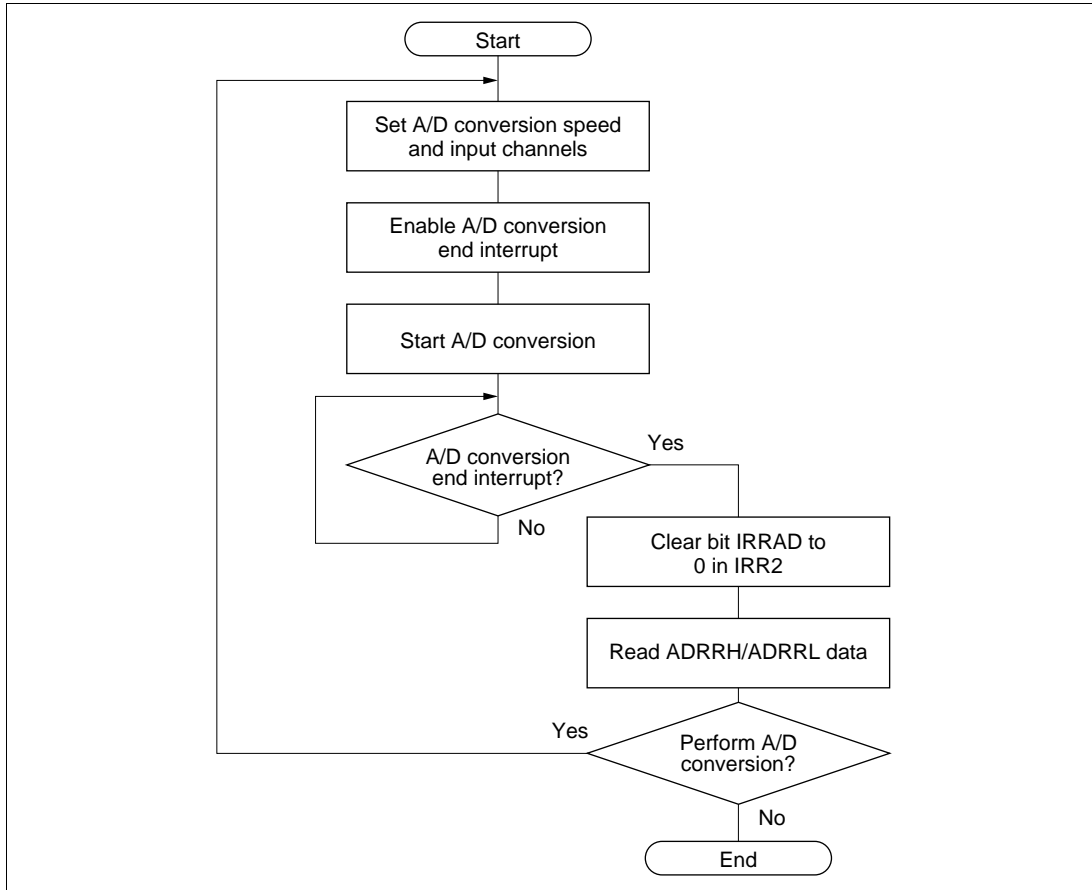 Start
Set A/D conversion speed
and input channels
Enable A/D conversion
end interrupt
Start A/D conversion
A/D conversion
end interrupt?
Yes
No
Clear bit IRRAD to
0 in IRR2
Read ADRRH/ADRRL data
Yes
Perform A/D
conversion?
No
End